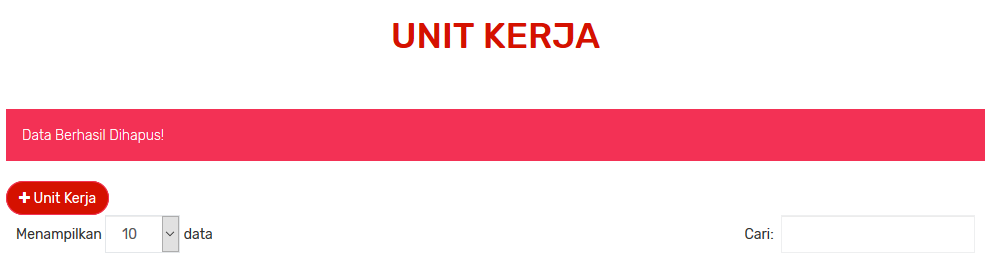 UNIT KERJA
Data Berhasil Dihapus!
+ Unit Kerja
Menampilkan 10 data Cari: